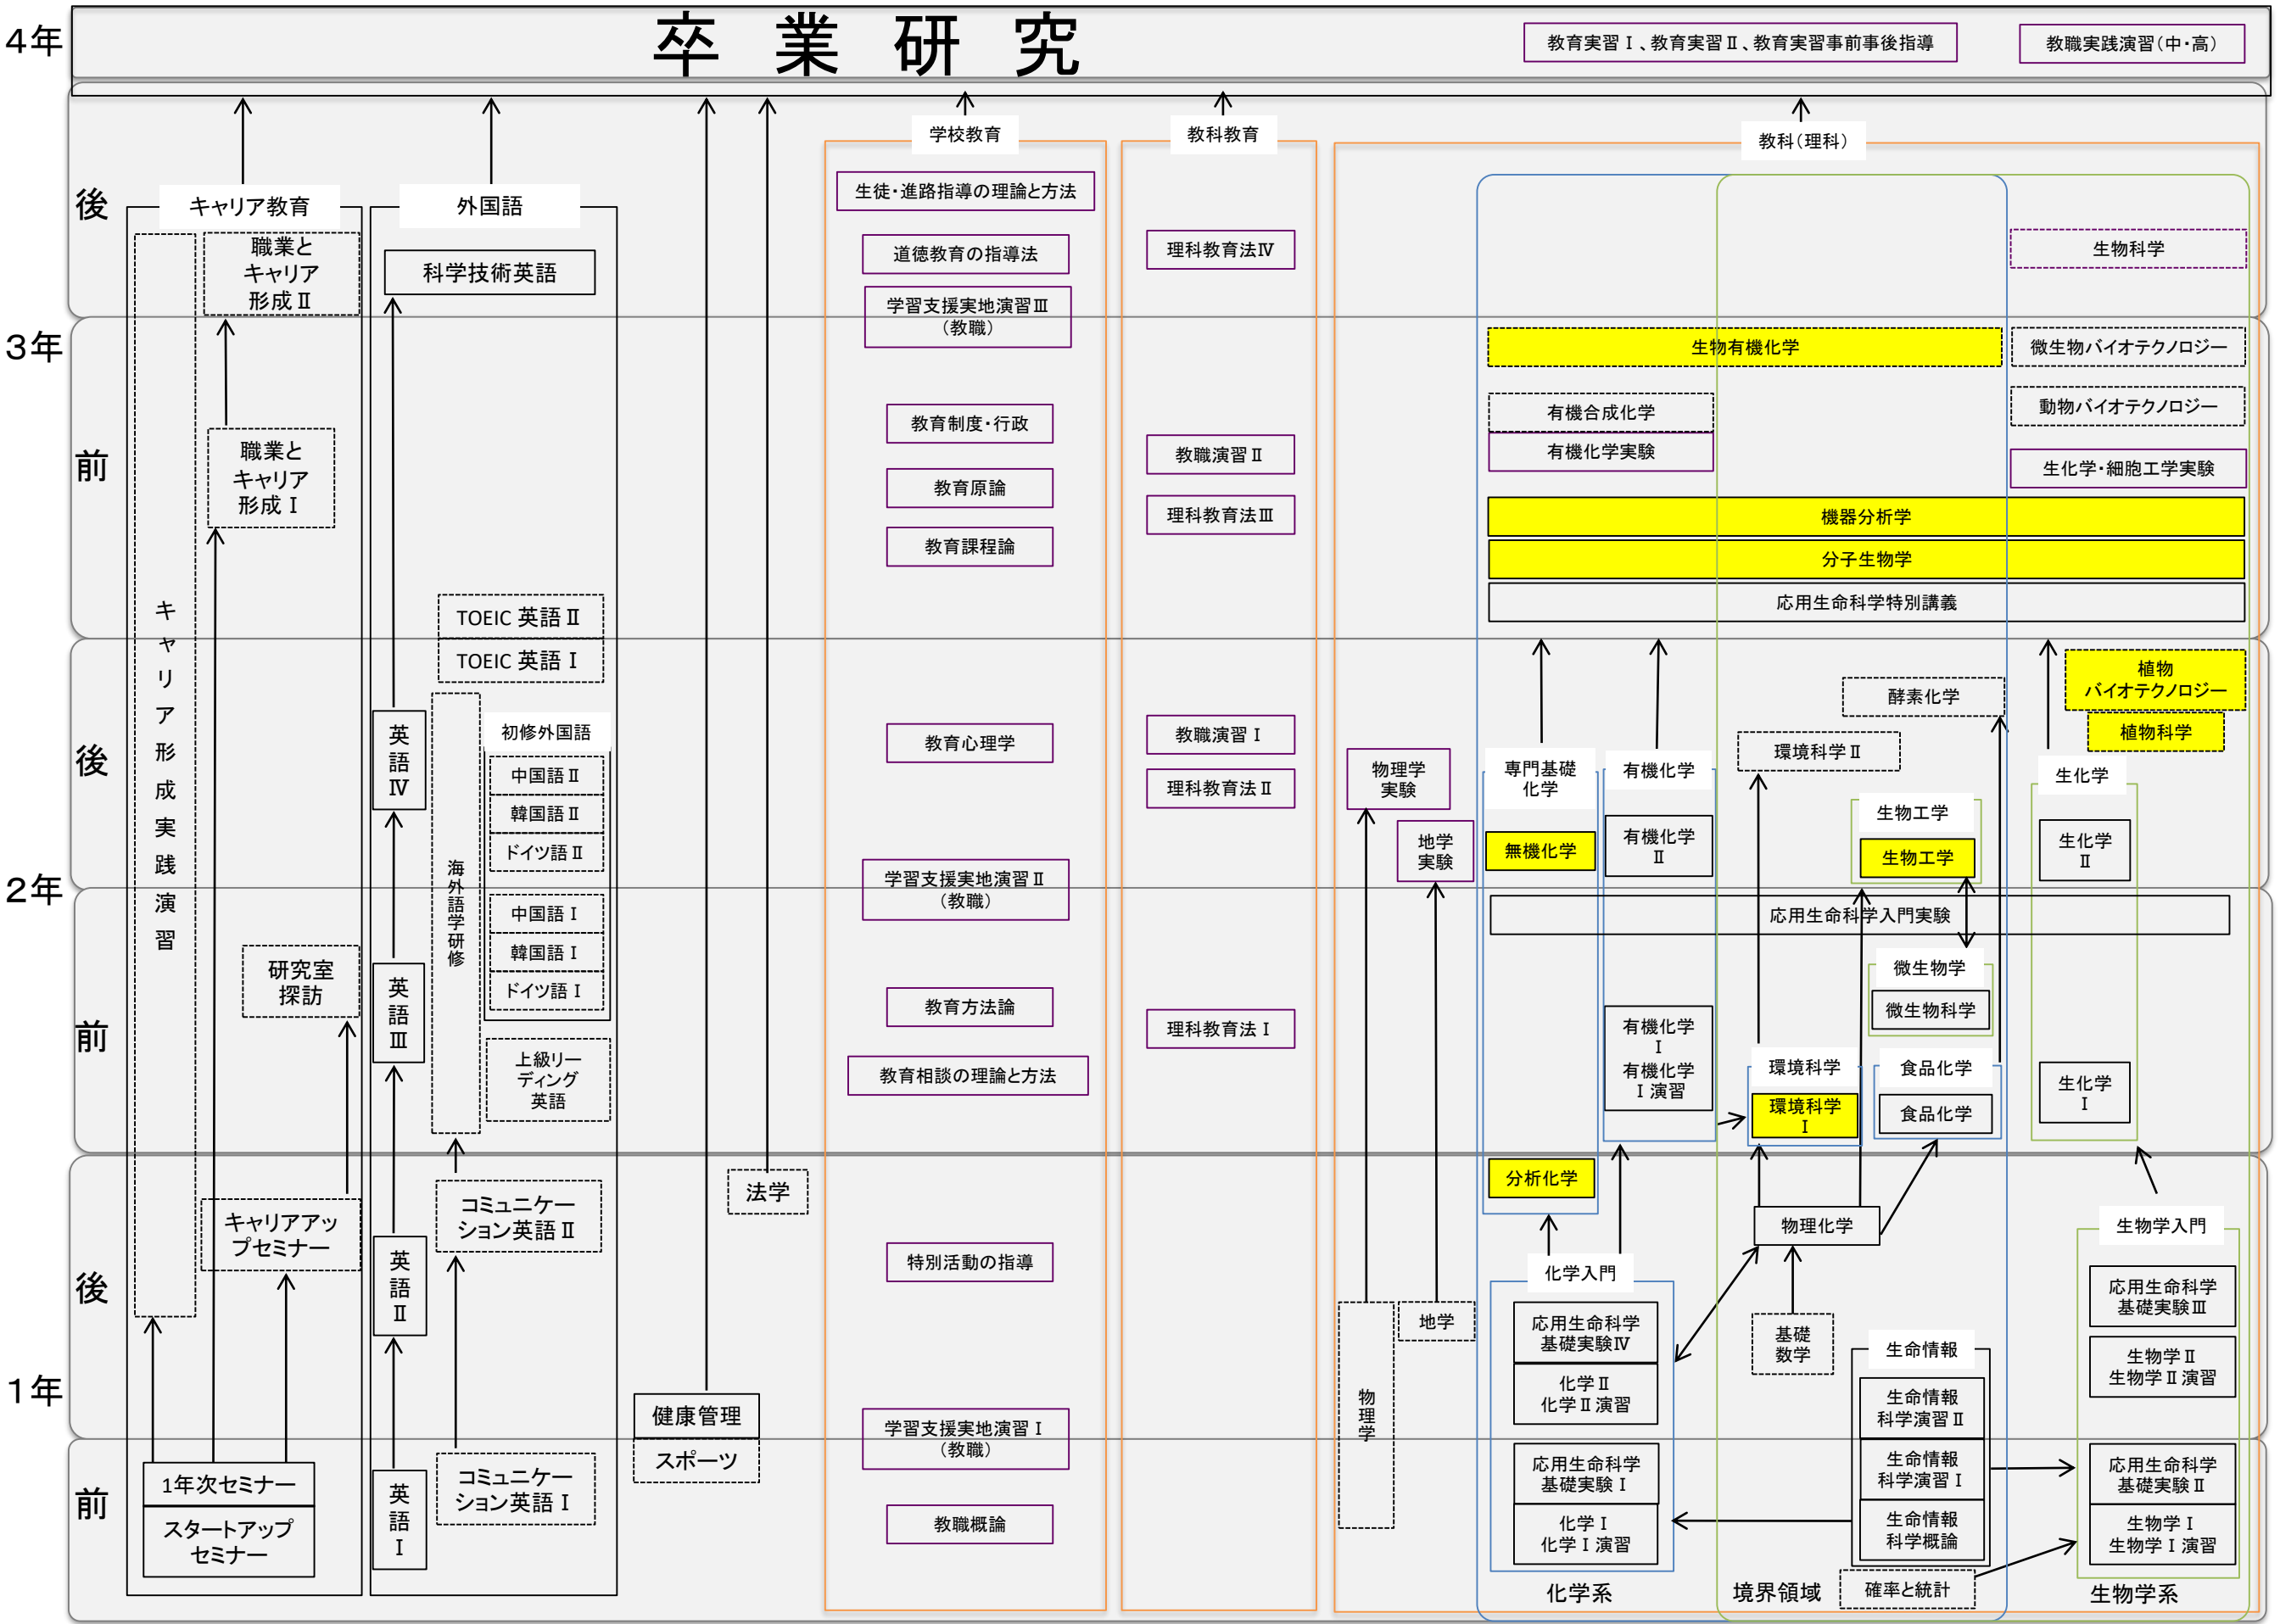 4年
卒業研究
教育実習Ⅰ、教育実習Ⅱ、教育実習事前事後指導
教職実践演習(中・高)
3年
後
キャリア教育
職業と
キャリア
形成Ⅱ
外国語
科学技術英語
学校教育
生徒・進路指導の理論と方法
道徳教育の指導法
学習支援実地演習Ⅲ
(教職)
教科教育
理科教育法Ⅳ
教科(理科)
生物科学
前
職業と
キャリア
形成Ⅰ
キャリア形成実践演習
TOEIC 英語Ⅱ
教育制度・行政
教育原論
教育課程論
教職演習Ⅱ
理科教育法Ⅲ
生物有機化学
微生物バイオテクノロジー
有機合成化学
動物バイオテクノロジー
有機化学実験
生化学・細胞工学実験
機器分析学
分子生物学
応用生命科学特別講義
2年
後
TOEIC 英語Ⅰ
英語Ⅳ
海外語学研修
初修外国語
中国語Ⅱ
韓国語Ⅱ
ドイツ語Ⅱ
教育心理学
学習支援実地演習Ⅱ
(教職)
教職演習Ⅰ
理科教育法Ⅱ
物理学
実験
地学
実験
専門基礎
化学
無機化学
有機化学
有機化学
Ⅱ
環境科学Ⅱ
酵素化学
生物工学
生物工学
植物
バイオテクノロジー
植物科学
生化学
生化学
Ⅱ
前
研究室
探訪
英語Ⅲ
中国語Ⅰ
韓国語Ⅰ
ドイツ語Ⅰ
上級リー
ディング
英語
教育方法論
教育相談の理論と方法
理科教育法Ⅰ
応用生命科学入門実験
有機化学
Ⅰ
有機化学
Ⅰ演習
微生物学
微生物科学
環境科学
環境科学
Ⅰ
食品化学
食品化学
生化学
Ⅰ
1年
後
キャリアアッ
プセミナー
英語Ⅱ
コミュニケー
ション英語Ⅱ
法学
健康管理
特別活動の指導
学習支援実地演習Ⅰ
(教職)
物理学
地学
分析化学
化学入門
応用生命科学
基礎実験Ⅳ
化学Ⅱ
化学Ⅱ演習
物理化学
基礎
数学
生命情報
生命情報
科学演習Ⅱ
生物学入門
応用生命科学
基礎実験Ⅲ
生物学Ⅱ
生物学Ⅱ演習
前
1年次セミナー
スタートアップ
セミナー
英語Ⅰ
コミュニケー
ション英語Ⅰ
スポーツ
教職概論
応用生命科学
基礎実験Ⅰ
化学Ⅰ
化学Ⅰ演習
生命情報
科学演習Ⅰ
生命情報
科学概論
応用生命科学
基礎実験Ⅱ
生物学Ⅰ
生物学Ⅰ演習
化学系
境界領域
確率と統計
生物学系